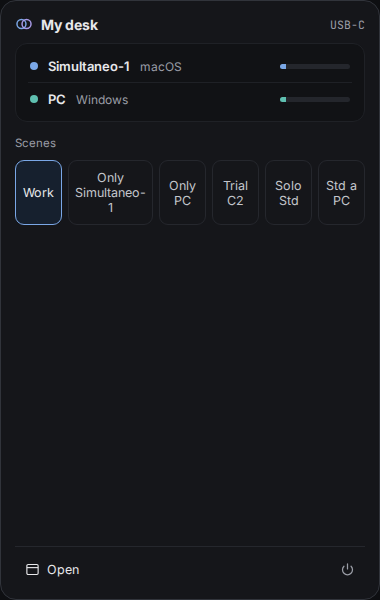 My desk USB-C
Simultaneo-1 macOS
PC Windows
Scenes
Work
Only
Simultaneo-
1
Only
PC
Trial
C2
Solo
Std
Std a
PC
Open